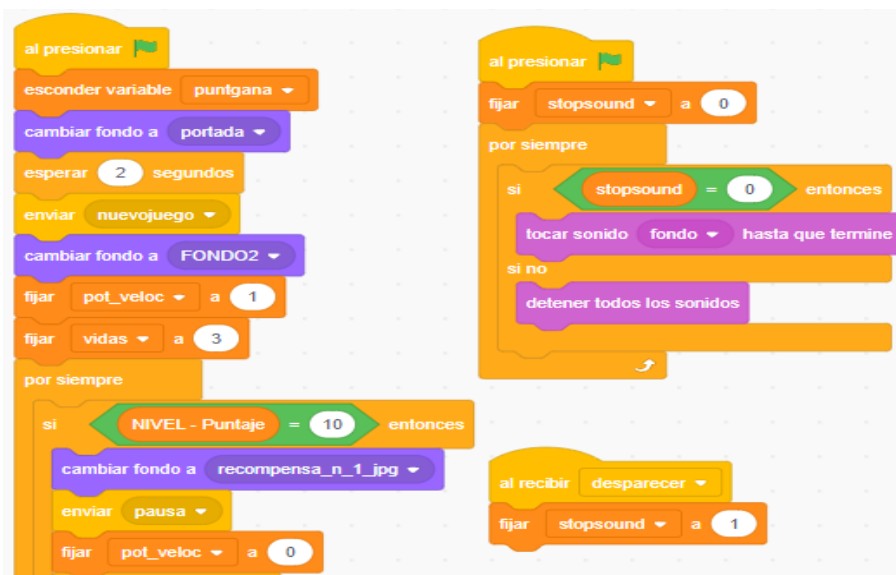 al presionar
esconder variable puntgana
cambiar fondo a portada
esperar 2 segundos
enviar nuevojuego
cambiar fondo a FONDO2
fijar pot_veloc a 1
fijar vidas a 3
por siempre
si NIVEL - Puntaje = 10 entonces
cambiar fondo a recompensa_n_1_jpg
enviar pausa
fijar pot_veloc a 0
al presionar
fijar stopsound a 0
por siempre
si stopsound = 0 entonces
tocar sonido fondo hasta que termine
si no
detener todos los sonidos
al recibir desparecer
fijar stopsound a 1